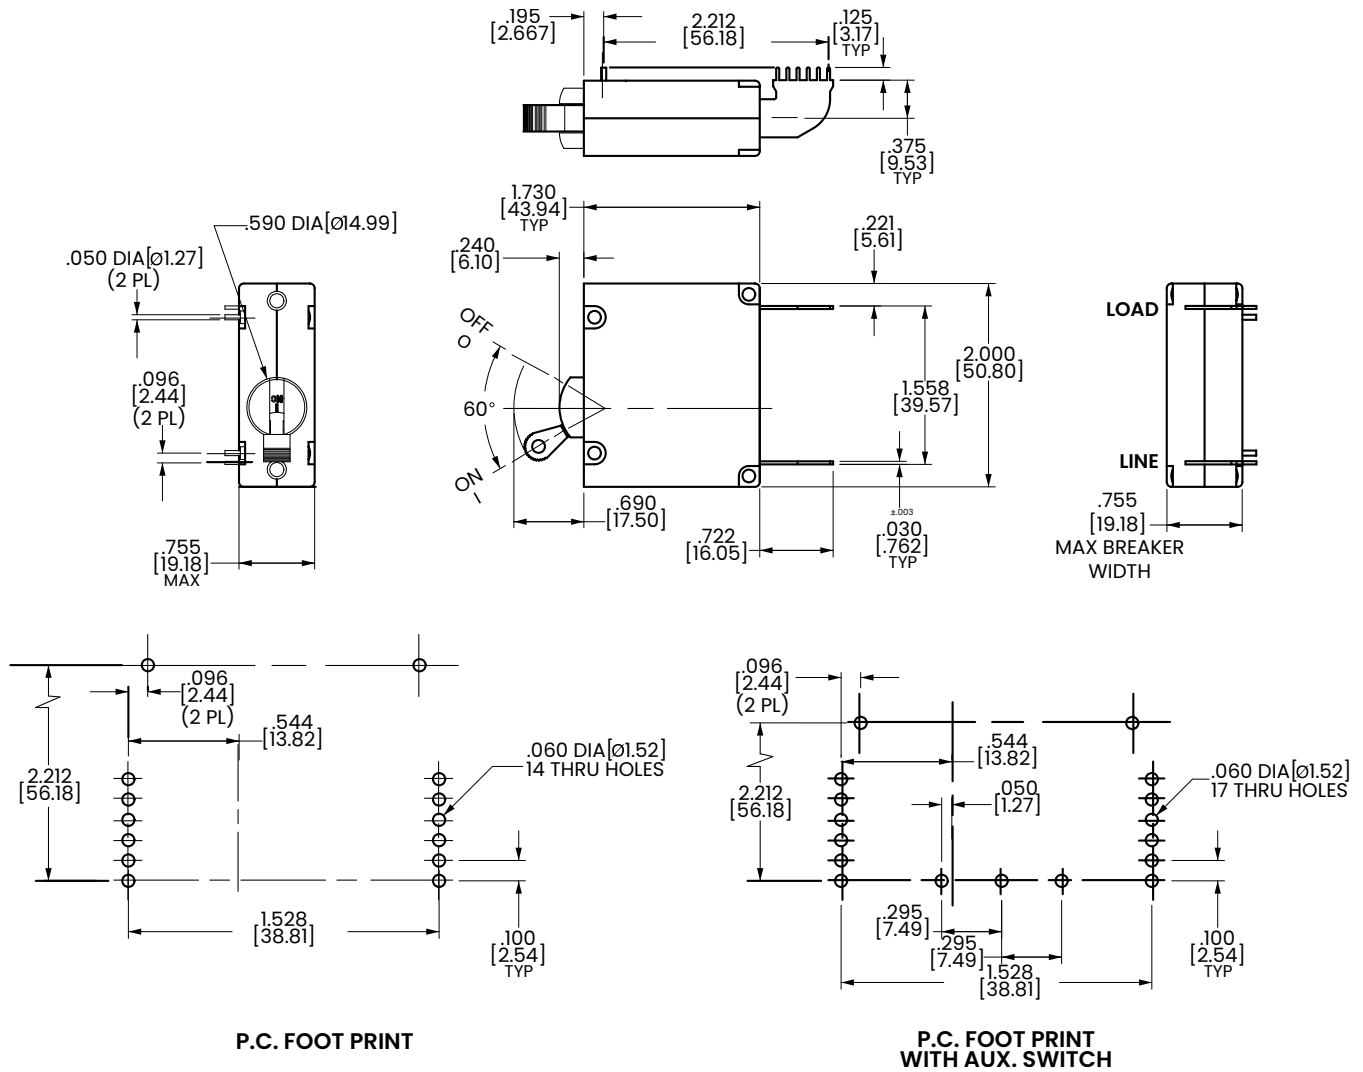 .195
[2.667]
2.212
[56.18]
.125
[3.17]
TYP
.375
[9.53]
TYP
1.730
[43.94]
TYP
.590 DIA[Ø14.99]
.050 DIA[Ø1.27]
(2 PL)
.240
[6.10]
.221
[5.61]
OFF
O
60°
ON
I
.096
[2.44]
(2 PL)
ON
I
2.000
[50.80]
1.558
[39.57]
LOAD
LINE
.690
[17.50]
.722
[16.05]
±.003
.030
[.762]
TYP
.755
[19.18]
MAX
.755
[19.18]
MAX BREAKER
WIDTH
.096
[2.44]
(2 PL)
.544
[13.82]
2.212
[56.18]
.060 DIA[Ø1.52]
14 THRU HOLES
1.528
[38.81]
.100
[2.54]
TYP
P.C. FOOT PRINT
.096
[2.44]
(2 PL)
.544
[13.82]
2.212
[56.18]
.050
[1.27]
.060 DIA[Ø1.52]
17 THRU HOLES
.295
[7.49]
.295
[7.49]
1.528
[38.81]
.100
[2.54]
TYP
P.C. FOOT PRINT
WITH AUX. SWITCH